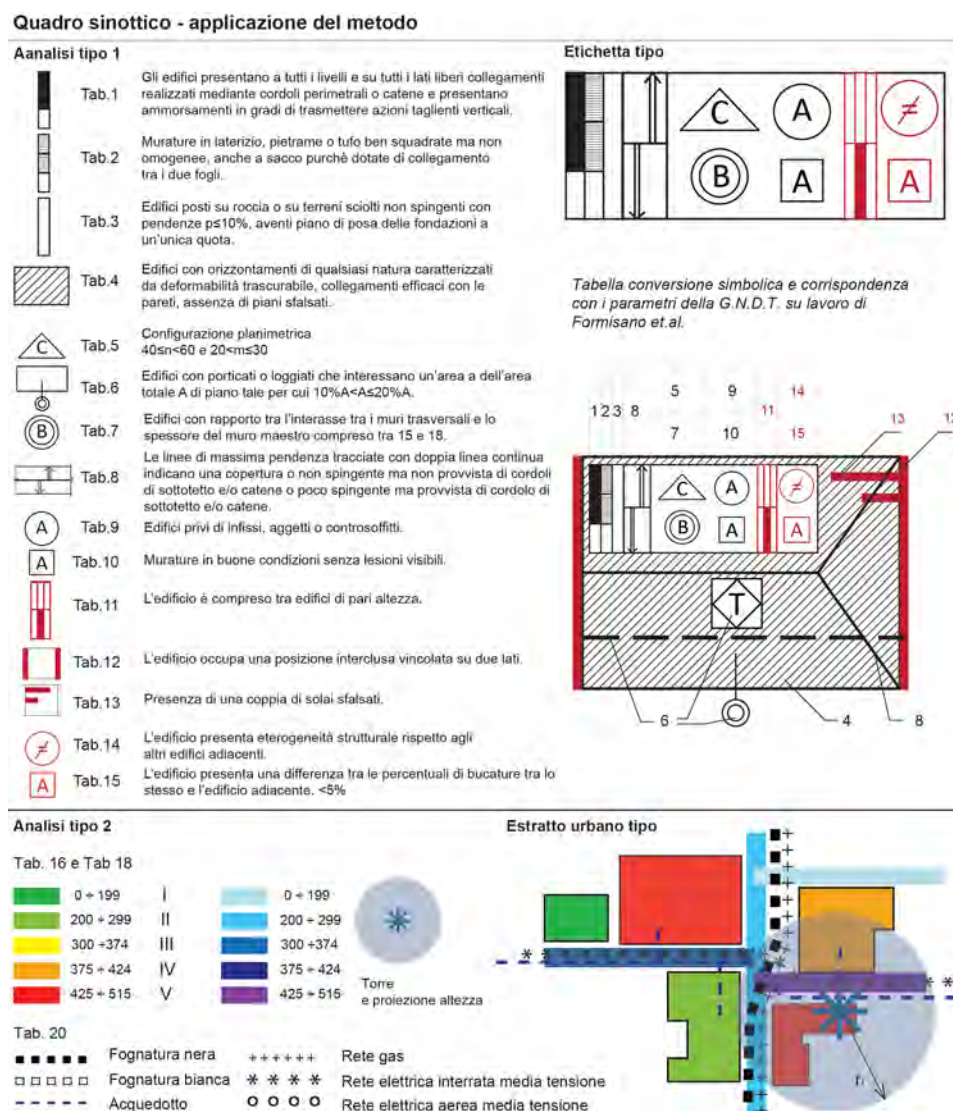 Quadro sinottico - applicazione del metodo
Aanalisi tipo 1
Tab.1
Gli edifici presentano a tutti i livelli e su tutti i lati liberi collegamenti
realizzati mediante cordoli perimetrali o catene e presentano
ammorsamenti in gradi di trasmettere azioni taglienti verticali.
Tab.2
Murature in laterizio, pietrame o tufo ben squadrate ma non
omogenee, anche a sacco purchè dotate di collegamento
tra i due fogli.
Tab.3
Edifici posti su roccia o su terreni sciolti non spingenti con
pendenze p≤10%, aventi piano di posa delle fondazioni a
un'unica quota.
Tab.4
Edifici con orizzontamenti di qualsiasi natura caratterizzati
da deformabilità trascurabile, collegamenti efficaci con le
pareti, assenza di piani sfalsati.
C
Tab.5
Configurazione planimetrica
40≤n<60 e 20<m≤30
Tab.6
Edifici con porticati o loggiati che interessano un'area a dell'area
totale A di piano tale per cui 10%A<A≤20%A.
B
Tab.7
Edifici con rapporto tra l'interasse tra i muri trasversali e lo
spessore del muro maestro compreso tra 15 e 18.
Tab.8
Le linee di massima pendenza tracciate con doppia linea continua
indicano una copertura o non spingente ma non provvista di cordoli
di sottotetto e/o catene o poco spingente ma provvista di cordolo di
sottotetto e/o catene.
A
Tab.9
Edifici privi di infissi, aggetti o controsoffitti.
A
Tab.10
Murature in buone condizioni senza lesioni visibili.
Tab.11
L'edificio è compreso tra edifici di pari altezza.
Tab.12
L'edificio occupa una posizione interclusa vincolata su due lati.
Tab.13
Presenza di una coppia di solai sfalsati.
≠
Tab.14
L'edificio presenta eterogeneità strutturale rispetto agli
altri edifici adiacenti.
A
Tab.15
L'edificio presenta una differenza tra le percentuali di bucature tra lo
stesso e l'edificio adiacente. <5%
Etichetta tipo
C A ≠
B A A
Tabella conversione simbolica e corrispondenza
con i parametri della G.N.D.T. su lavoro di
Formisano et.al.
5 9 14
1 2 3 8 11 13
7 10 15
C A ≠
B A A
T
6 4 8
Analisi tipo 2
Tab. 16 e Tab 18
0 ÷ 199 I 0 ÷ 199
200 ÷ 299 II 200 ÷ 299
300 ÷374 III 300 ÷374
375 ÷ 424 IV 375 ÷ 424
425 ÷ 515 V 425 ÷ 515
Torre
e proiezione altezza
Tab. 20
Fognatura nera
Rete gas
Fognatura bianca
Rete elettrica interrata media tensione
Acquedotto
Rete elettrica aerea media tensione
Estratto urbano tipo